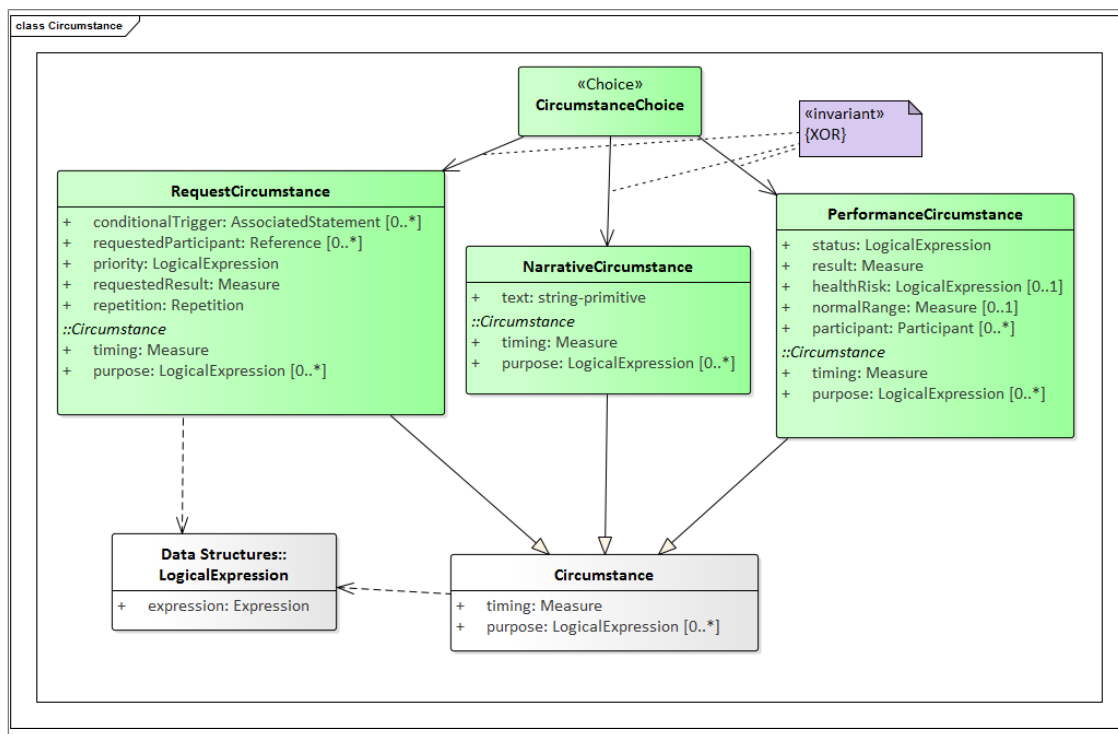 class Circumstance
«Choice»
CircumstanceChoice
«invariant»
{XOR}
RequestCircumstance
+ conditionalTrigger: AssociatedStatement [0..*]
+ requestedParticipant: Reference [0..*]
+ priority: LogicalExpression
+ requestedResult: Measure
+ repetition: Repetition
::Circumstance
+ timing: Measure
+ purpose: LogicalExpression [0..*]
NarrativeCircumstance
+ text: string-primitive
::Circumstance
+ timing: Measure
+ purpose: LogicalExpression [0..*]
PerformanceCircumstance
+ status: LogicalExpression
+ result: Measure
+ healthRisk: LogicalExpression [0..1]
+ normalRange: Measure [0..1]
+ participant: Participant [0..*]
::Circumstance
+ timing: Measure
+ purpose: LogicalExpression [0..*]
Data Structures::
LogicalExpression
+ expression: Expression
Circumstance
+ timing: Measure
+ purpose: LogicalExpression [0..*]